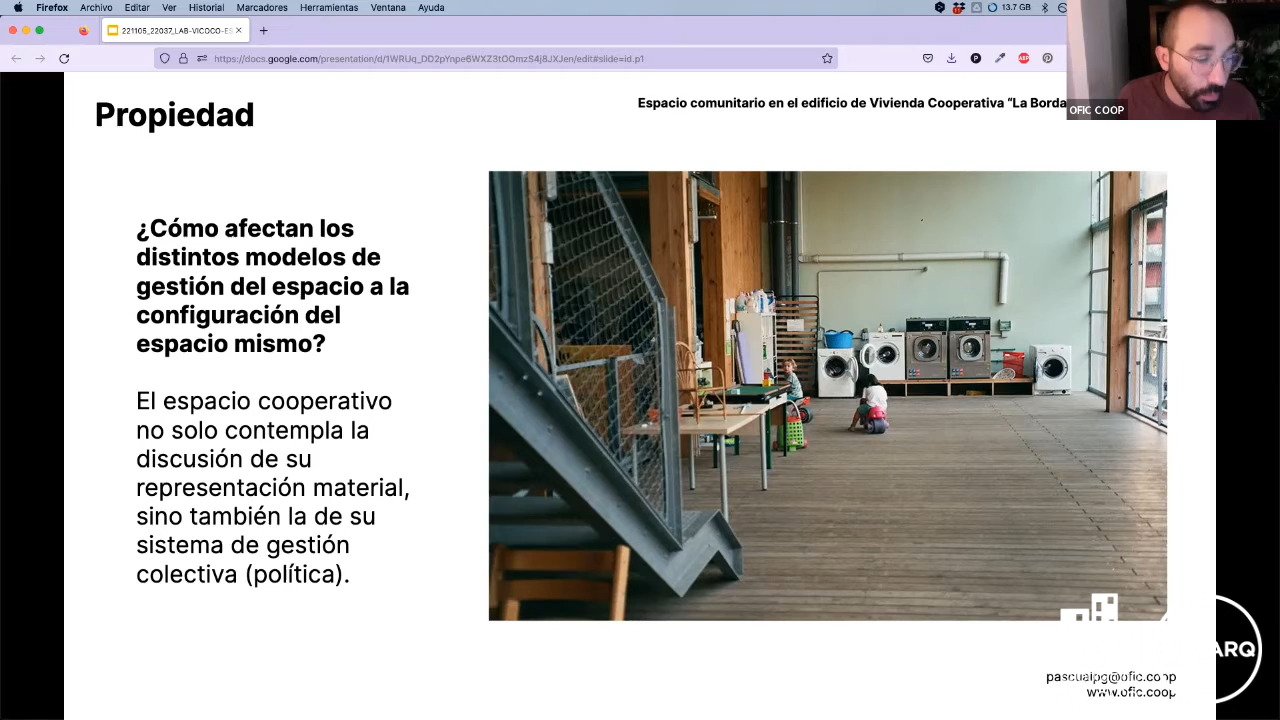 Firefox Archivo Editar Ver Historial Marcadores Herramientas Ventana Ayuda
13.7 GB
221105_22037_LAB-VICOCO-ES
https://docs.google.com/presentation/d/1WRUq_DD2pYnpe6WXZ3tOOmzS4j8JXJen/edit#slide=id.p1
ABP
Propiedad
Espacio comunitario en el edificio de Vivienda Cooperativa “La Borda
OFIC COOP
¿Cómo afectan los
distintos modelos de
gestión del espacio a la
configuración del
espacio mismo?
El espacio cooperativo
no solo contempla la
discusión de su
representación material,
sino también la de su
sistema de gestión
colectiva (política).
ARQ
pascualpg@ofic.coop
www.ofic.coop